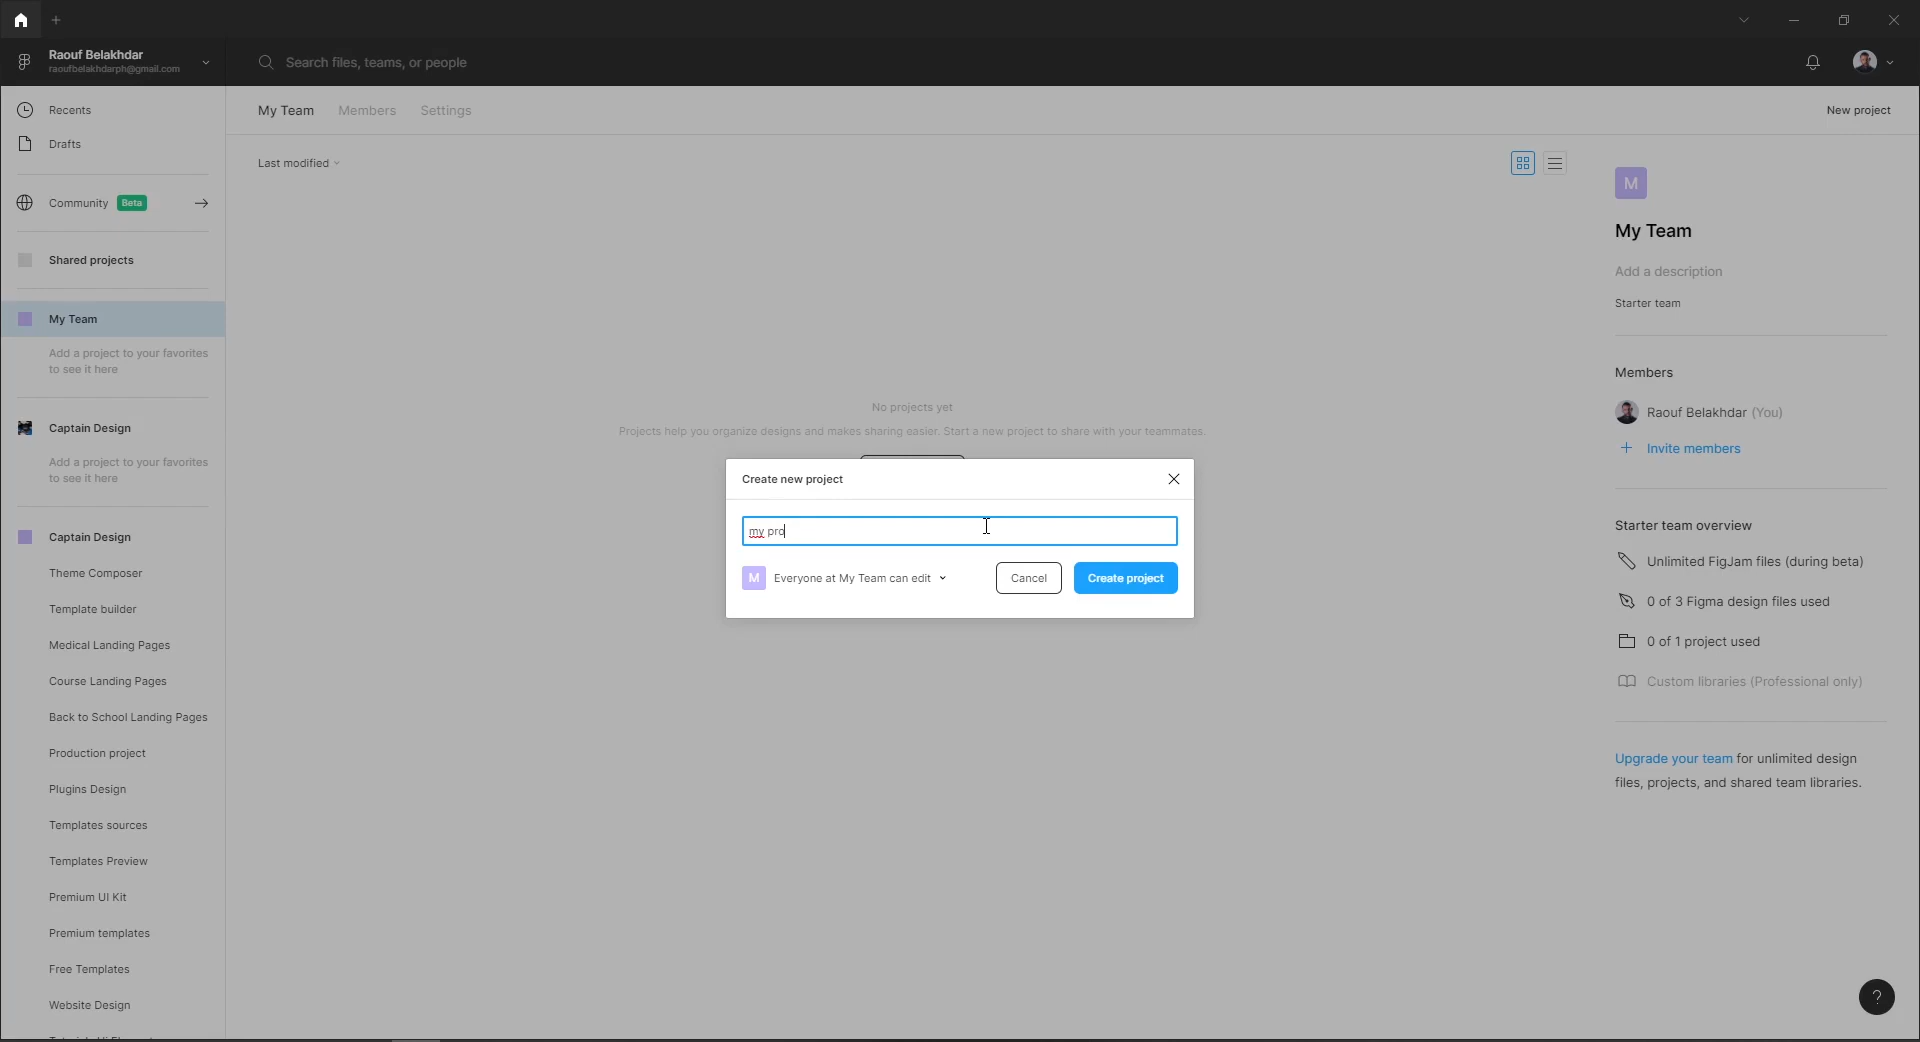 Raouf Belakhdar
raoufbelakhdarph@gmail.com
Search files, teams, or people
Recents
Drafts
Community Beta
Shared projects
My Team
Add a project to your favorites
to see it here
Captain Design
Add a project to your favorites
to see it here
Captain Design
Theme Composer
Template builder
Medical Landing Pages
Course Landing Pages
Back to School Landing Pages
Production project
Plugins Design
Templates sources
Templates Preview
Premium UI Kit
Premium templates
Free Templates
Website Design
My Team Members Settings
New project
Last modified
No projects yet
Projects help you organize designs and makes sharing easier. Start a new project to share with your teammates.
Create new project
my pro
M Everyone at My Team can edit
Cancel
Create project
M
My Team
Add a description
Starter team
Members
Raouf Belakhdar (You)
Invite members
Starter team overview
Unlimited FigJam files (during beta)
0 of 3 Figma design files used
0 of 1 project used
Custom libraries (Professional only)
Upgrade your team for unlimited design
files, projects, and shared team libraries.
?